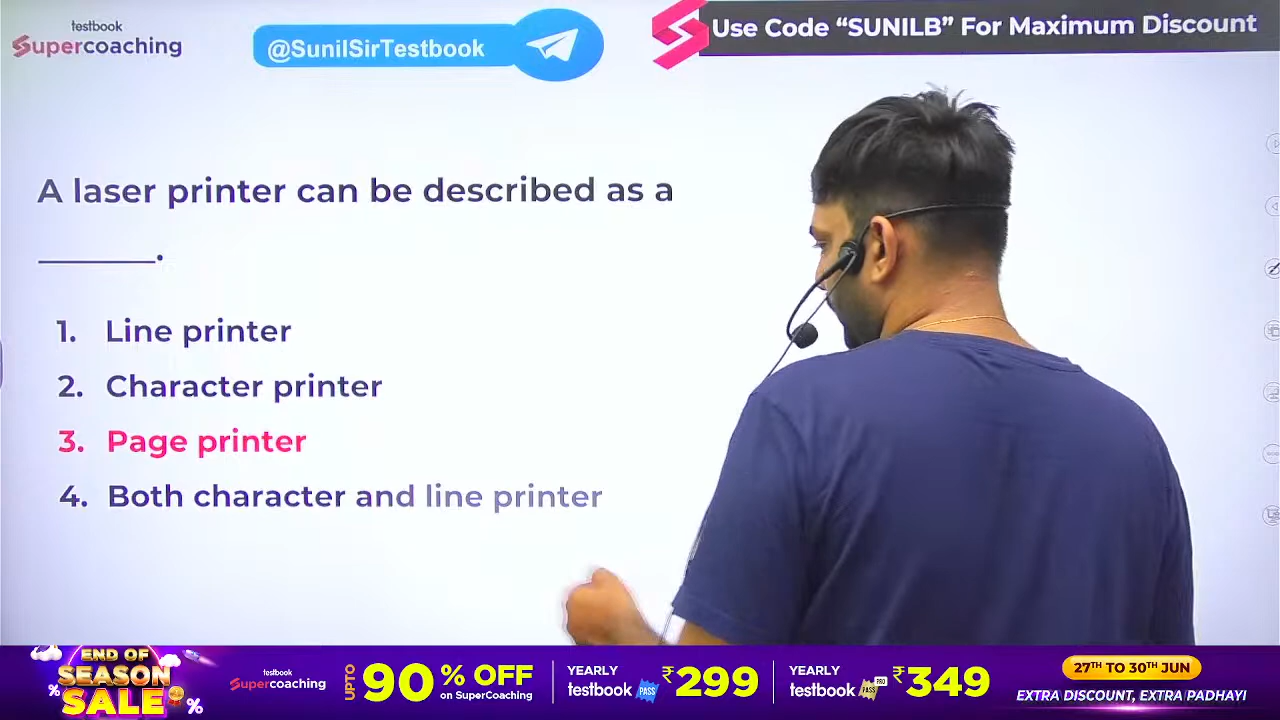 testbook
Supercoaching
@SunilSirTestbook
Use Code “SUNILB” For Maximum Discount
A laser printer can be described as a
________.
1. Line printer
2. Character printer
3. Page printer
4. Both character and line printer
END OF
SEASON
SALE
%
%
testbook
Supercoaching
UPTO
90% OFF
on SuperCoaching
YEARLY
testbook PASS
₹299
YEARLY
testbook PASS PRO
₹349
27TH TO 30TH JUN
EXTRA DISCOUNT, EXTRA PADHAYI